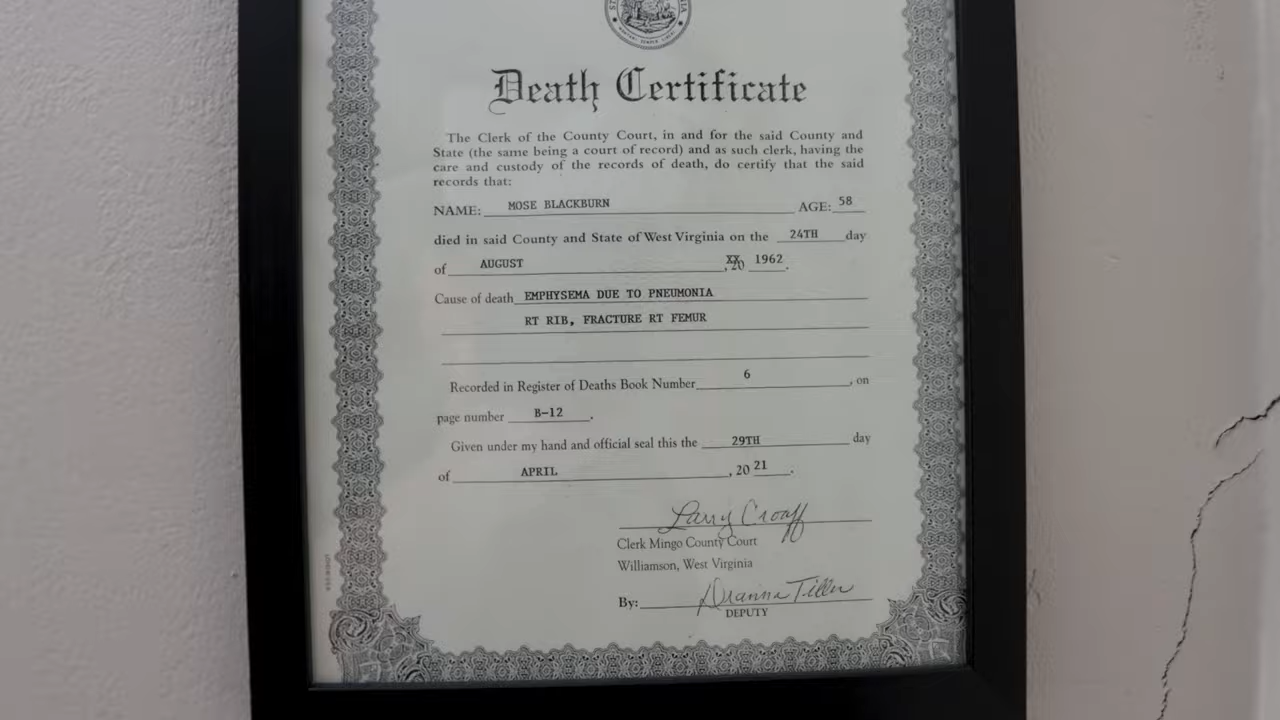 MONTANI SEMPER LIBERI
Death Certificate
The Clerk of the County Court, in and for the said County and
State (the same being a court of record) and as such clerk, having the
care and custody of the records of death, do certify that the said
records that:
NAME: MOSE BLACKBURN AGE: 58
died in said County and State of West Virginia on the 24TH day
of AUGUST , 20 XX 1962.
Cause of death EMPHYSEMA DUE TO PNEUMONIA
RT RIB, FRACTURE RT FEMUR
Recorded in Register of Deaths Book Number 6 , on
page number B-12 .
Given under my hand and official seal this the 29TH day
of APRIL , 20 21 .
Larry Croaff
Clerk Mingo County Court
Williamson, West Virginia
By: Dianna Tiller
DEPUTY